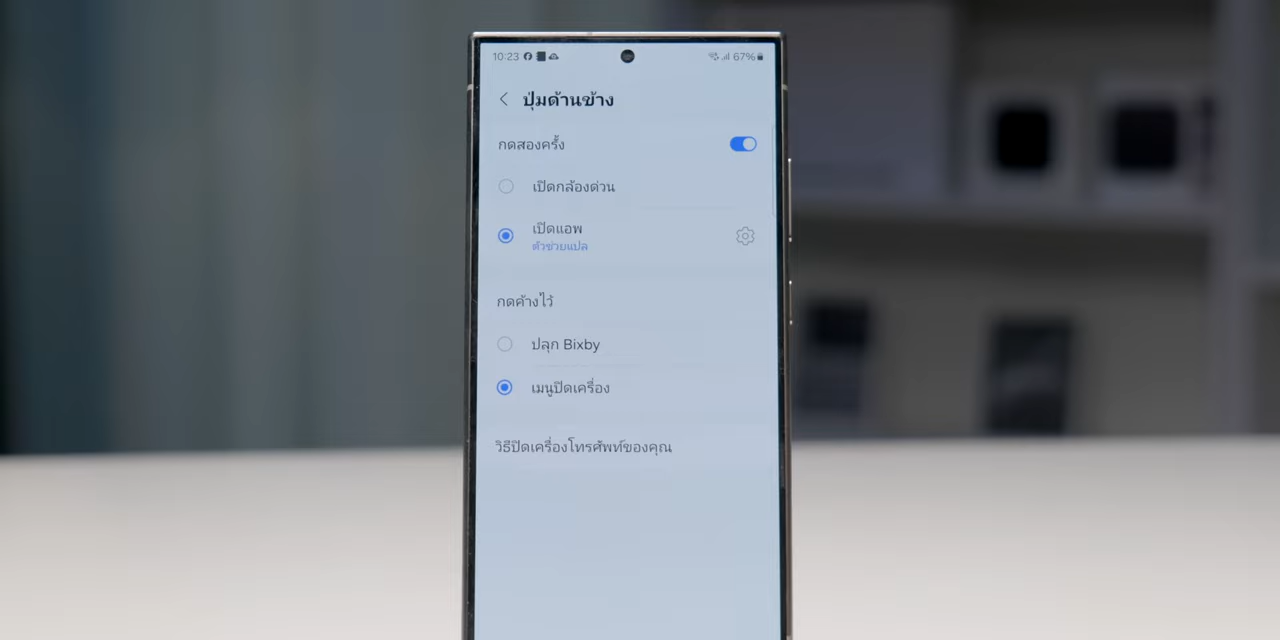 10:23 67%
ปุ่มด้านข้าง
กดสองครั้ง
เปิดกล้องด่วน
เปิดแอพ
ตัวช่วยแปล
กดค้างไว้
ปลุก Bixby
เมนูปิดเครื่อง
วิธีปิดเครื่องโทรศัพท์ของคุณ